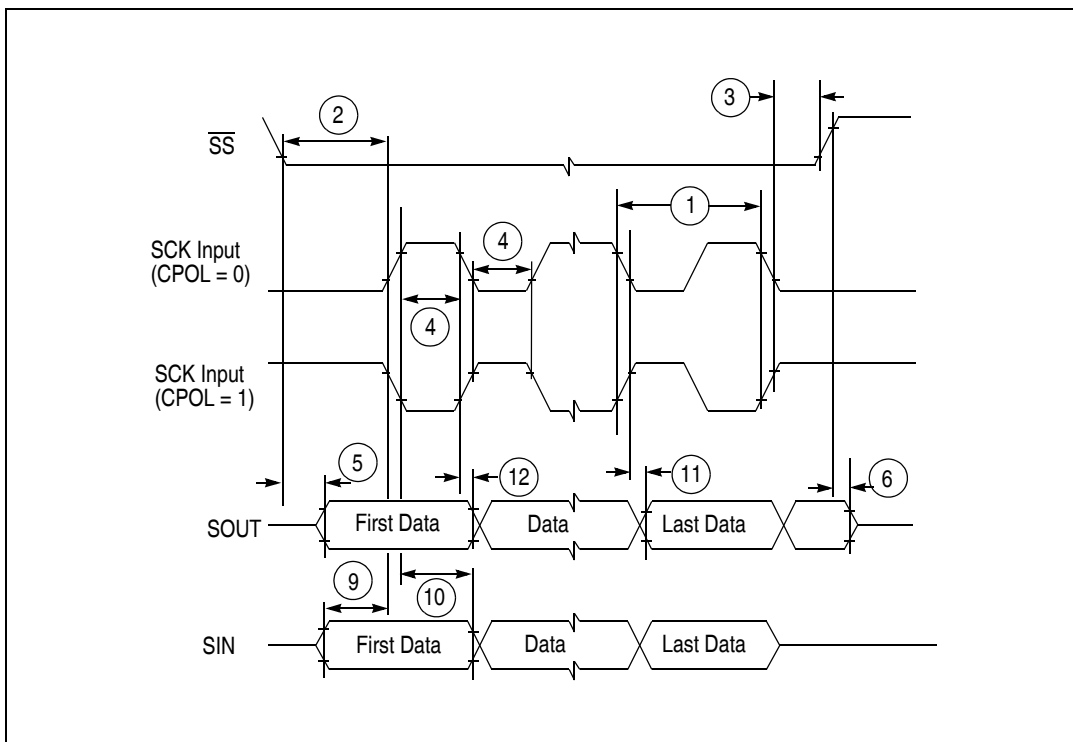 3
2
SS
1
4
SCK Input
(CPOL = 0)
4
SCK Input
(CPOL = 1)
5
12
11
6
SOUT
First Data
Data
Last Data
9
10
SIN
First Data
Data
Last Data